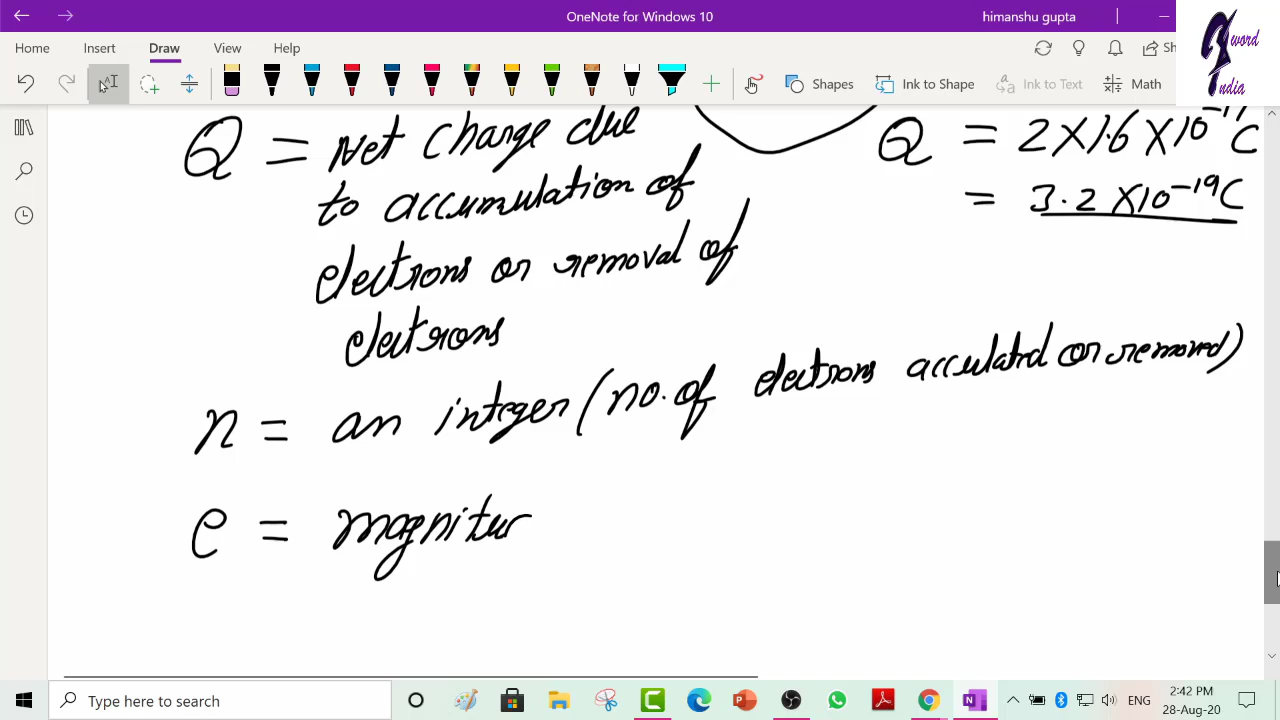 OneNote for Windows 10
himanshu gupta
Home Insert Draw View Help
Sh
Shapes Ink to Shape Ink to Text Math
word
India
Q = Net Charge due
to accumulation of
electrons or removal of
electrons
Q = 2 X 1.6 X 10
= 3.2 X 10⁻¹⁹ C
n = an integer (no. of electrons acculated or removed)
e = magnitu
Type here to search
2:42 PM
28-Aug-20